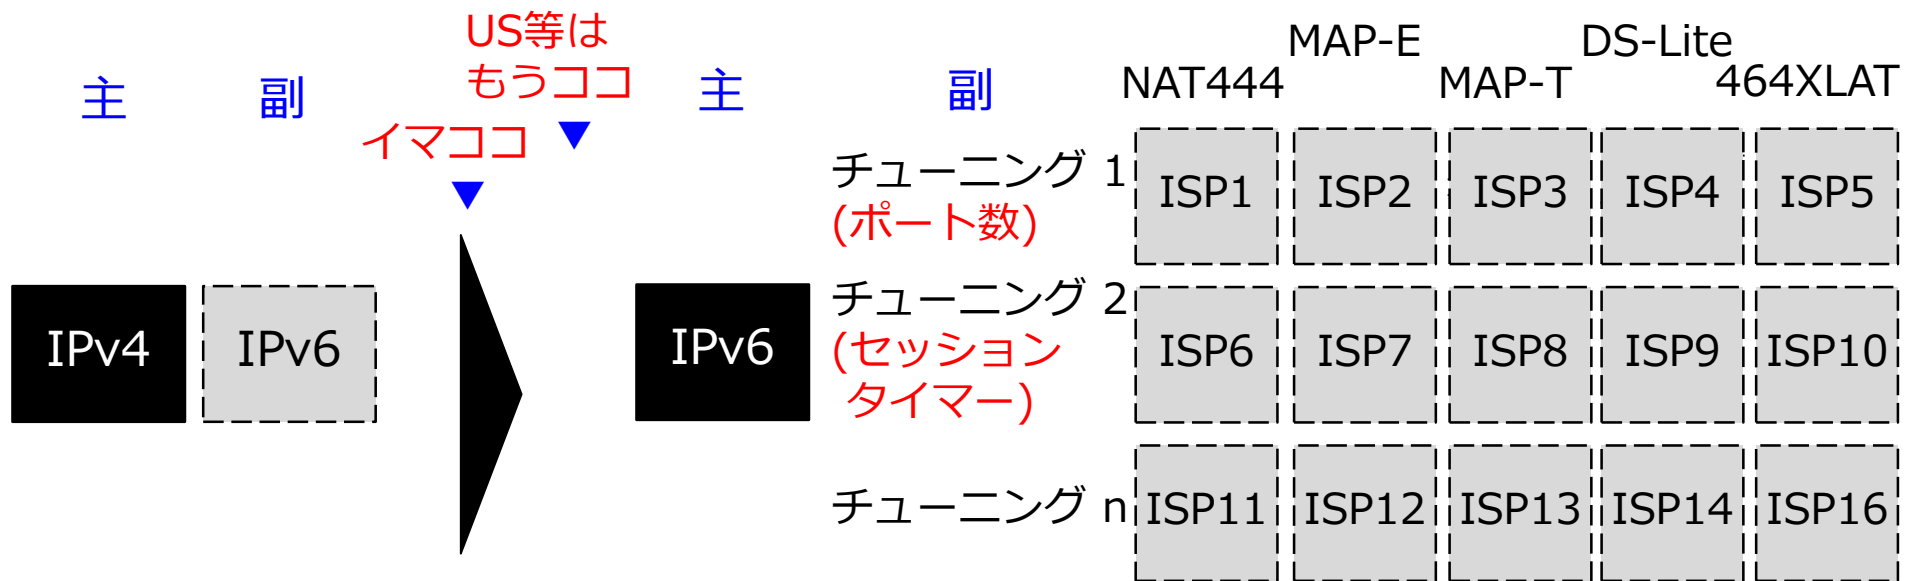 主 副
US等は
もうココ
イマココ
▼
▼
IPv4 IPv6
主 副
IPv6
MAP-E DS-Lite
NAT444 MAP-T 464XLAT
チューニング 1
(ポート数)
ISP1 ISP2 ISP3 ISP4 ISP5
チューニング 2
(セッション
タイマー)
ISP6 ISP7 ISP8 ISP9 ISP10
チューニング n
ISP11 ISP12 ISP13 ISP14 ISP16